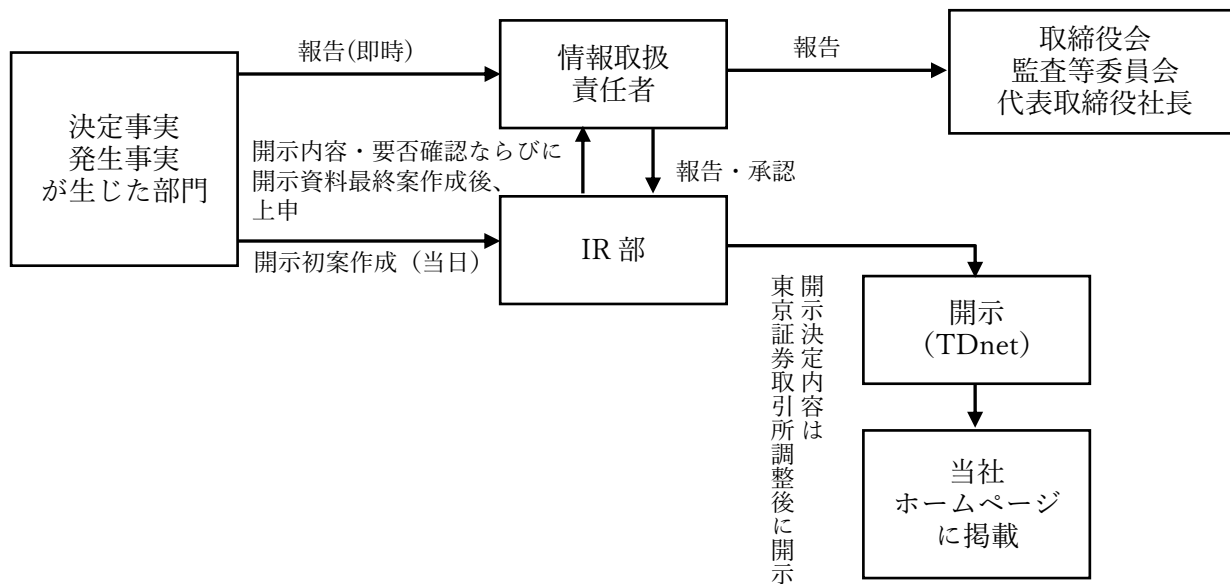 決定事実
発生事実
が生じた部門
報告(即時)
情報取扱
責任者
報告
取締役会
監査等委員会
代表取締役社長
開示内容・要否確認ならびに
開示資料最終案作成後、
上申
報告・承認
開示初案作成（当日）
IR 部
開示決定内容は
東京証券取引所調整後に開示
開示
（TDnet）
当社
ホームページ
に掲載